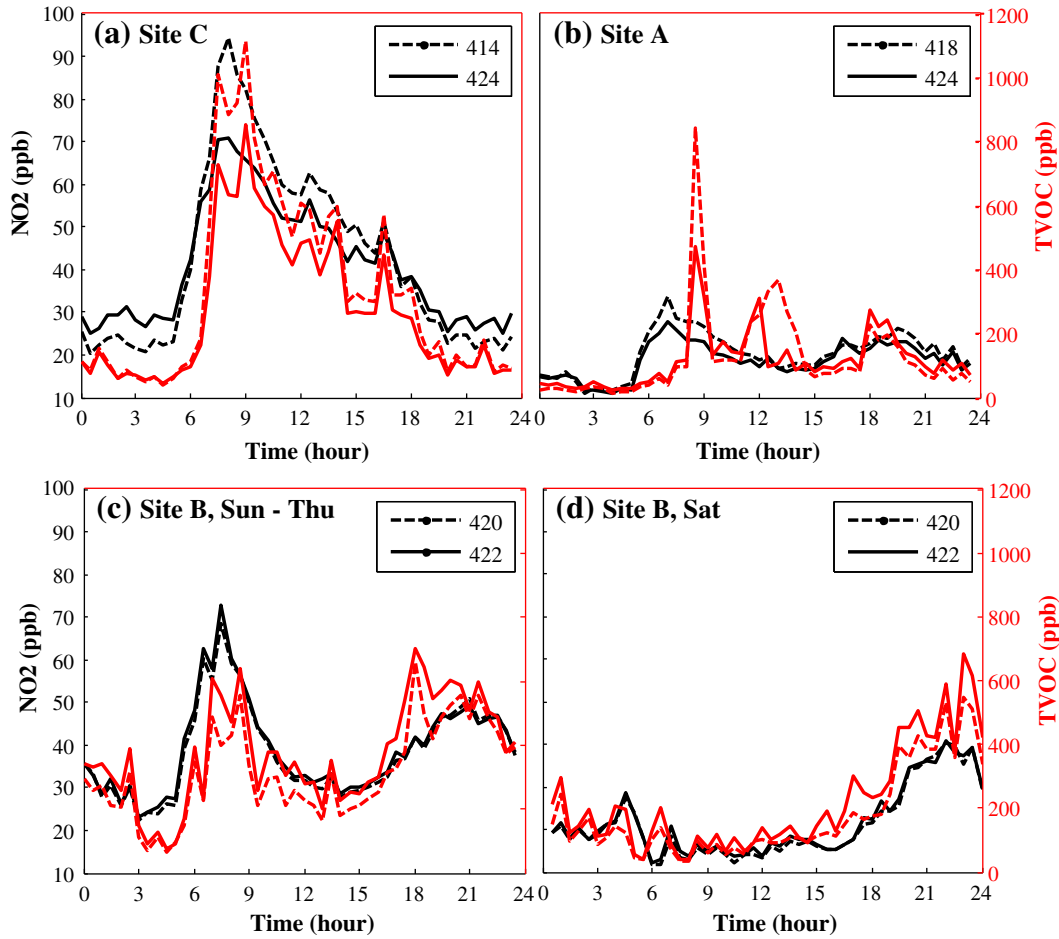 (a) Site C
414
424
100
90
80
70
60
50
40
30
20
10
NO2 (ppb)
0 3 6 9 12 15 18 21 24
Time (hour)
(b) Site A
418
424
1200
1000
800
600
400
200
0
TVOC (ppb)
0 3 6 9 12 15 18 21 24
Time (hour)
(c) Site B, Sun - Thu
420
422
100
90
80
70
60
50
40
30
20
10
NO2 (ppb)
0 3 6 9 12 15 18 21 24
Time (hour)
(d) Site B, Sat
420
422
1200
1000
800
600
400
200
0
TVOC (ppb)
3 6 9 12 15 18 21 24
Time (hour)